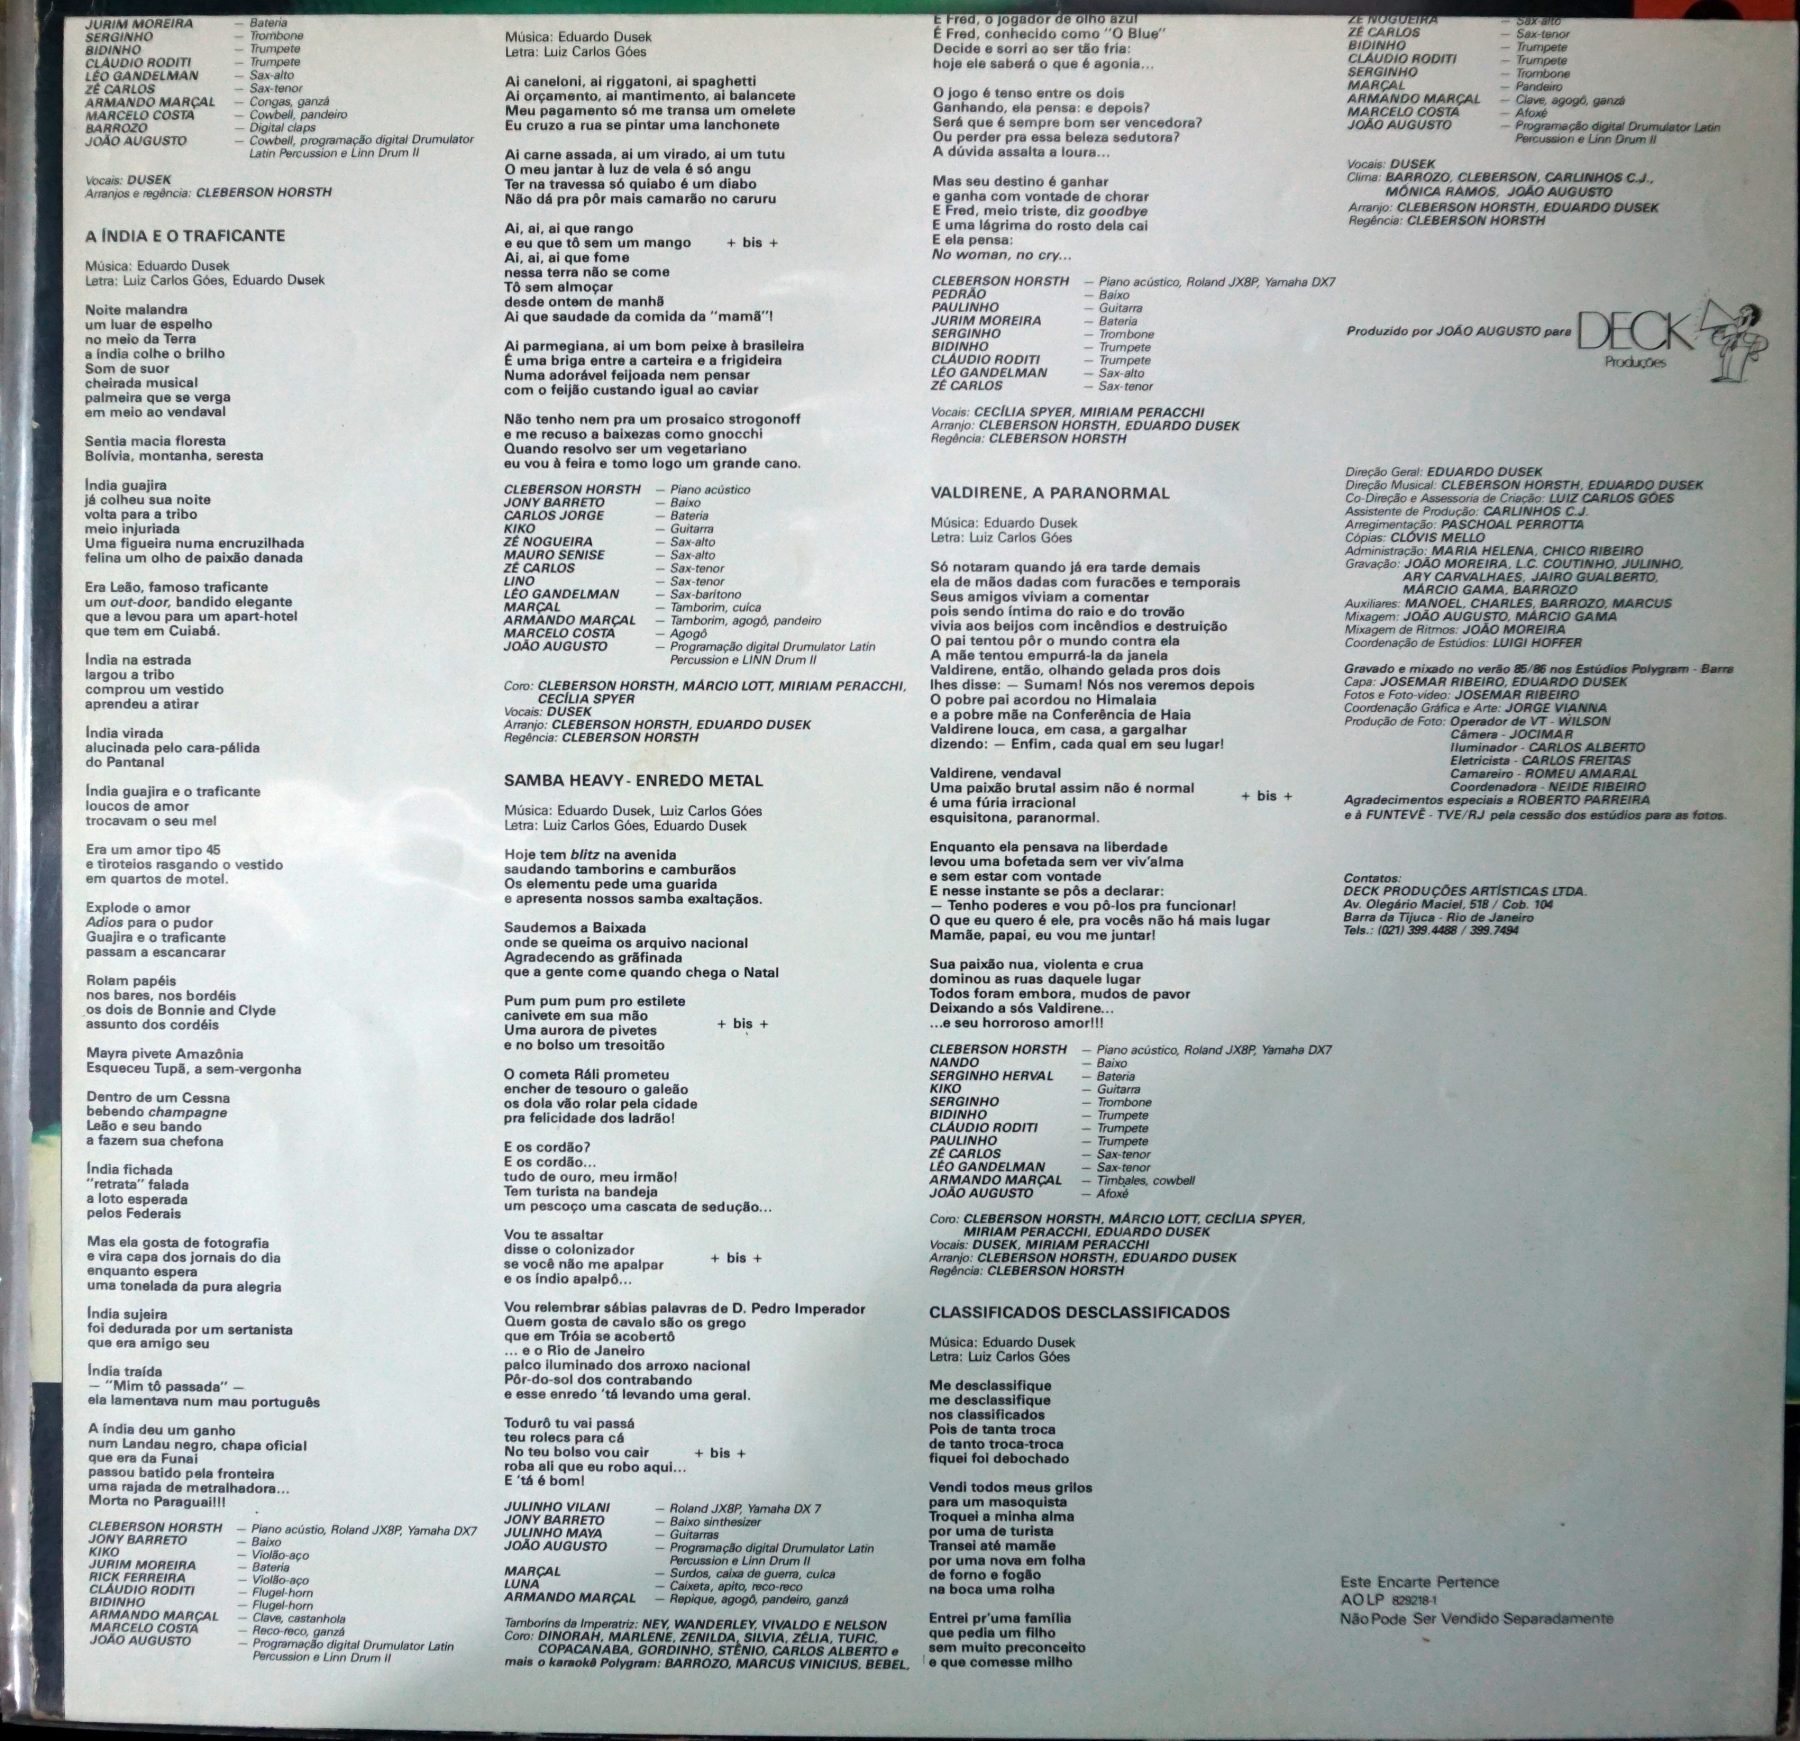 JURIM MOREIRA — Bateria
SERGINHO — Trombone
BIDINHO — Trumpete
CLÁUDIO RODITI — Trumpete
LÉO GANDELMAN — Sax-alto
ZÉ CARLOS — Sax-tenor
ARMANDO MARÇAL — Congas, ganzá
MARCELO COSTA — Cowbell, pandeiro
BARROZO — Digital claps
JOÃO AUGUSTO — Cowbell, programação digital Drumulator
Latin Percussion e Linn Drum II
Vocais: DUSEK
Arranjos e regência: CLEBERSON HORSTH
A ÍNDIA E O TRAFICANTE
Música: Eduardo Dusek
Letra: Luiz Carlos Góes, Eduardo Dusek
Noite malandra
um luar de espelho
no meio da Terra
a índia colhe o brilho
Som de suor
cheirada musical
palmeira que se verga
em meio ao vendaval
Sentia macia floresta
Bolívia, montanha, seresta
Índia guajira
já colheu sua noite
volta para a tribo
meio injuriada
Uma figueira numa encruzilhada
felina um olho de paixão danada
Era Leão, famoso traficante
um out-door, bandido elegante
que a levou para um apart-hotel
que tem em Cuiabá.
Índia na estrada
largou a tribo
comprou um vestido
aprendeu a atirar
Índia virada
alucinada pelo cara-pálida
do Pantanal
Índia guajira e o traficante
loucos de amor
trocavam o seu mel
Era um amor tipo 45
e tiroteios rasgando o vestido
em quartos de motel.
Explode o amor
Adios para o pudor
Guajira e o traficante
passam a escancarar
Rolam papéis
nos bares, nos bordéis
os dois de Bonnie and Clyde
assunto dos cordéis
Mayra pivete Amazônia
Esqueceu Tupã, a sem-vergonha
Dentro de um Cessna
bebendo champagne
Leão e seu bando
a fazem sua chefona
Índia fichada
"retrata" falada
a loto esperada
pelos Federais
Mas ela gosta de fotografia
e vira capa dos jornais do dia
enquanto espera
uma tonelada da pura alegria
Índia sujeira
foi dedurada por um sertanista
que era amigo seu
Índia traída
— "Mim tô passada" —
ela lamentava num mau português
A índia deu um ganho
num Landau negro, chapa oficial
que era da Funai
passou batido pela fronteira
uma rajada de metralhadora...
Morta no Paraguai!!!
CLEBERSON HORSTH — Piano acústio, Roland JX8P, Yamaha DX7
JONY BARRETO — Baixo
KIKO — Violão-aço
JURIM MOREIRA — Bateria
RICK FERREIRA — Violão-aço
CLÁUDIO RODITI — Flugel-horn
BIDINHO — Flugel-horn
ARMANDO MARÇAL — Clave, castanhola
MARCELO COSTA — Reco-reco, ganzá
JOÃO AUGUSTO — Programação digital Drumulator Latin
Percussion e Linn Drum II
Música: Eduardo Dusek
Letra: Luiz Carlos Góes
Ai caneloni, ai riggatoni, ai spaghetti
Ai orçamento, ai mantimento, ai balancete
Meu pagamento só me transa um omelete
Eu cruzo a rua se pintar uma lanchonete
Ai carne assada, ai um virado, ai um tutu
O meu jantar à luz de vela é só angu
Ter na travessa só quiabo é um diabo
Não dá pra pôr mais camarão no caruru
Ai, ai, ai que rango
e eu que tô sem um mango + bis +
Ai, ai, ai que fome
nessa terra não se come
Tô sem almoçar
desde ontem de manhã
Ai que saudade da comida da "mamã"!
Ai parmegiana, ai um bom peixe à brasileira
É uma briga entre a carteira e a frigideira
Numa adorável feijoada nem pensar
com o feijão custando igual ao caviar
Não tenho nem pra um prosaico strogonoff
e me recuso a baixezas como gnocchi
Quando resolvo ser um vegetariano
eu vou à feira e tomo logo um grande cano.
CLEBERSON HORSTH — Piano acústico
JONY BARRETO — Baixo
CARLOS JORGE — Bateria
KIKO — Guitarra
ZÉ NOGUEIRA — Sax-alto
MAURO SENISE — Sax-alto
ZÉ CARLOS — Sax-tenor
LINO — Sax-tenor
LÉO GANDELMAN — Sax-barítono
MARÇAL — Tamborim, cuíca
ARMANDO MARÇAL — Tamborim, agogô, pandeiro
MARCELO COSTA — Agogô
JOÃO AUGUSTO — Programação digital Drumulator Latin
Percussion e LINN Drum II
Coro: CLEBERSON HORSTH, MÁRCIO LOTT, MIRIAM PERACCHI,
CECÍLIA SPYER
Vocais: DUSEK
Arranjo: CLEBERSON HORSTH, EDUARDO DUSEK
Regência: CLEBERSON HORSTH
SAMBA HEAVY - ENREDO METAL
Música: Eduardo Dusek, Luiz Carlos Góes
Letra: Luiz Carlos Góes, Eduardo Dusek
Hoje tem blitz na avenida
saudando tamborins e camburãos
Os elementu pede uma guarida
e apresenta nossos samba exaltaçãos.
Saudemos a Baixada
onde se queima os arquivo nacional
Agradecendo as grãfinada
que a gente come quando chega o Natal
Pum pum pum pro estilete
canivete em sua mão
Uma aurora de pivetes + bis +
e no bolso um tresoitão
O cometa Ráli prometeu
encher de tesouro o galeão
os dola vão rolar pela cidade
pra felicidade dos ladrão!
E os cordão?
E os cordão...
tudo de ouro, meu irmão!
Tem turista na bandeja
um pescoço uma cascata de sedução...
Vou te assaltar
disse o colonizador
se você não me apalpar + bis +
e os índio apalpô...
Vou relembrar sábias palavras de D. Pedro Imperador
Quem gosta de cavalo são os grego
que em Tróia se acobertô
... e o Rio de Janeiro
palco iluminado dos arroxo nacional
Pôr-do-sol dos contrabando
e esse enredo 'tá levando uma geral.
Todurô tu vai passá
teu rolecs para cá
No teu bolso vou cair + bis +
roba ali que eu robo aqui...
E 'tá é bom!
JULINHO VILANI — Roland JX8P, Yamaha DX 7
JONY BARRETO — Baixo sinthesizer
JULINHO MAYA — Guitarras
JOÃO AUGUSTO — Programação digital Drumulator Latin
Percussion e Linn Drum II
MARÇAL — Surdos, caixa de guerra, cuíca
LUNA — Caixeta, apito, reco-reco
ARMANDO MARÇAL — Repique, agogô, pandeiro, ganzá
Tamborins da Imperatriz: NEY, WANDERLEY, VIVALDO E NELSON
Coro: DINORAH, MARLENE, ZENILDA, SILVIA, ZÉLIA, TUFIC,
COPACANABA, GORDINHO, STÊNIO, CARLOS ALBERTO e
mais o karaokê Polygram: BARROZO, MARCUS VINICIUS, BEBEL,
E Fred, o jogador de olho azul
É Fred, conhecido como "O Blue"
Decide e sorri ao ser tão fria:
hoje ele saberá o que é agonia...
O jogo é tenso entre os dois
Ganhando, ela pensa: e depois?
Será que é sempre bom ser vencedora?
Ou perder pra essa beleza sedutora?
A dúvida assalta a loura...
Mas seu destino é ganhar
e ganha com vontade de chorar
E Fred, meio triste, diz goodbye
E uma lágrima do rosto dela cai
E ela pensa:
No woman, no cry...
CLEBERSON HORSTH — Piano acústico, Roland JX8P, Yamaha DX7
PEDRÃO — Baixo
PAULINHO — Guitarra
JURIM MOREIRA — Bateria
SERGINHO — Trombone
BIDINHO — Trumpete
CLÁUDIO RODITI — Trumpete
LÉO GANDELMAN — Sax-alto
ZÉ CARLOS — Sax-tenor
Vocais: CECÍLIA SPYER, MIRIAM PERACCHI
Arranjo: CLEBERSON HORSTH, EDUARDO DUSEK
Regência: CLEBERSON HORSTH
VALDIRENE, A PARANORMAL
Música: Eduardo Dusek
Letra: Luiz Carlos Góes
Só notaram quando já era tarde demais
ela de mãos dadas com furacões e temporais
Seus amigos viviam a comentar
pois sendo íntima do raio e do trovão
vivia aos beijos com incêndios e destruição
O pai tentou pôr o mundo contra ela
A mãe tentou empurrá-la da janela
Valdirene, então, olhando gelada pros dois
lhes disse: — Sumam! Nós nos veremos depois
O pobre pai acordou no Himalaia
e a pobre mãe na Conferência de Haia
Valdirene louca, em casa, a gargalhar
dizendo: — Enfim, cada qual em seu lugar!
Valdirene, vendaval
Uma paixão brutal assim não é normal
é uma fúria irracional + bis +
esquisitona, paranormal.
Enquanto ela pensava na liberdade
levou uma bofetada sem ver viv'alma
e sem estar com vontade
E nesse instante se pôs a declarar:
— Tenho poderes e vou pô-los pra funcionar!
O que eu quero é ele, pra vocês não há mais lugar
Mamãe, papai, eu vou me juntar!
Sua paixão nua, violenta e crua
dominou as ruas daquele lugar
Todos foram embora, mudos de pavor
Deixando a sós Valdirene...
...e seu horroroso amor!!!
CLEBERSON HORSTH — Piano acústico, Roland JX8P, Yamaha DX7
NANDO — Baixo
SERGINHO HERVAL — Bateria
KIKO — Guitarra
SERGINHO — Trombone
BIDINHO — Trumpete
CLÁUDIO RODITI — Trumpete
PAULINHO — Trumpete
ZÉ CARLOS — Sax-tenor
LÉO GANDELMAN — Sax-tenor
ARMANDO MARÇAL — Timbales, cowbell
JOÃO AUGUSTO — Afoxé
Coro: CLEBERSON HORSTH, MÁRCIO LOTT, CECÍLIA SPYER,
MIRIAM PERACCHI, EDUARDO DUSEK
Vocais: DUSEK, MIRIAM PERACCHI
Arranjo: CLEBERSON HORSTH, EDUARDO DUSEK
Regência: CLEBERSON HORSTH
CLASSIFICADOS DESCLASSIFICADOS
Música: Eduardo Dusek
Letra: Luiz Carlos Góes
Me desclassifique
me desclassifique
nos classificados
Pois de tanta troca
de tanto troca-troca
fiquei foi debochado
Vendi todos meus grilos
para um masoquista
Troquei a minha alma
por uma de turista
Transei até mamãe
por uma nova em folha
de forno e fogão
na boca uma rolha
Entrei pr'uma família
que pedia um filho
sem muito preconceito
e que comesse milho
ZÉ NOGUEIRA — Sax-alto
ZÉ CARLOS — Sax-tenor
BIDINHO — Trumpete
CLÁUDIO RODITI — Trumpete
SERGINHO — Trombone
MARÇAL — Pandeiro
ARMANDO MARÇAL — Clave, agogô, ganzá
MARCELO COSTA — Afoxé
JOÃO AUGUSTO — Programação digital Drumulator Latin
Percussion e Linn Drum II
Vocais: DUSEK
Clima: BARROZO, CLEBERSON, CARLINHOS C.J.,
MÔNICA RAMOS, JOÃO AUGUSTO
Arranjo: CLEBERSON HORSTH, EDUARDO DUSEK
Regência: CLEBERSON HORSTH
Produzido por JOÃO AUGUSTO para DECK
Produções
Direção Geral: EDUARDO DUSEK
Direção Musical: CLEBERSON HORSTH, EDUARDO DUSEK
Co-Direção e Assessoria de Criação: LUIZ CARLOS GÓES
Assistente de Produção: CARLINHOS C.J.
Arregimentação: PASCHOAL PERROTTA
Cópias: CLÓVIS MELLO
Administração: MARIA HELENA, CHICO RIBEIRO
Gravação: JOÃO MOREIRA, L.C. COUTINHO, JULINHO,
ARY CARVALHAES, JAIRO GUALBERTO,
MÁRCIO GAMA, BARROZO
Auxiliares: MANOEL, CHARLES, BARROZO, MARCUS
Mixagem: JOÃO AUGUSTO, MÁRCIO GAMA
Mixagem de Ritmos: JOÃO MOREIRA
Coordenação de Estúdios: LUIGI HOFFER
Gravado e mixado no verão 85/86 nos Estúdios Polygram - Barra
Capa: JOSEMAR RIBEIRO, EDUARDO DUSEK
Fotos e Foto-vídeo: JOSEMAR RIBEIRO
Coordenação Gráfica e Arte: JORGE VIANNA
Produção de Foto: Operador de VT - WILSON
Câmera - JOCIMAR
Iluminador - CARLOS ALBERTO
Eletricista - CARLOS FREITAS
Camareiro - ROMEU AMARAL
Coordenadora - NEIDE RIBEIRO
Agradecimentos especiais a ROBERTO PARREIRA
e à FUNTEVÊ - TVE/RJ pela cessão dos estúdios para as fotos.
Contatos:
DECK PRODUÇÕES ARTÍSTICAS LTDA.
Av. Olegário Maciel, 518 / Cob. 104
Barra da Tijuca - Rio de Janeiro
Tels.: (021) 399.4488 / 399.7494
Este Encarte Pertence
AO LP 829218-1
Não Pode Ser Vendido Separadamente